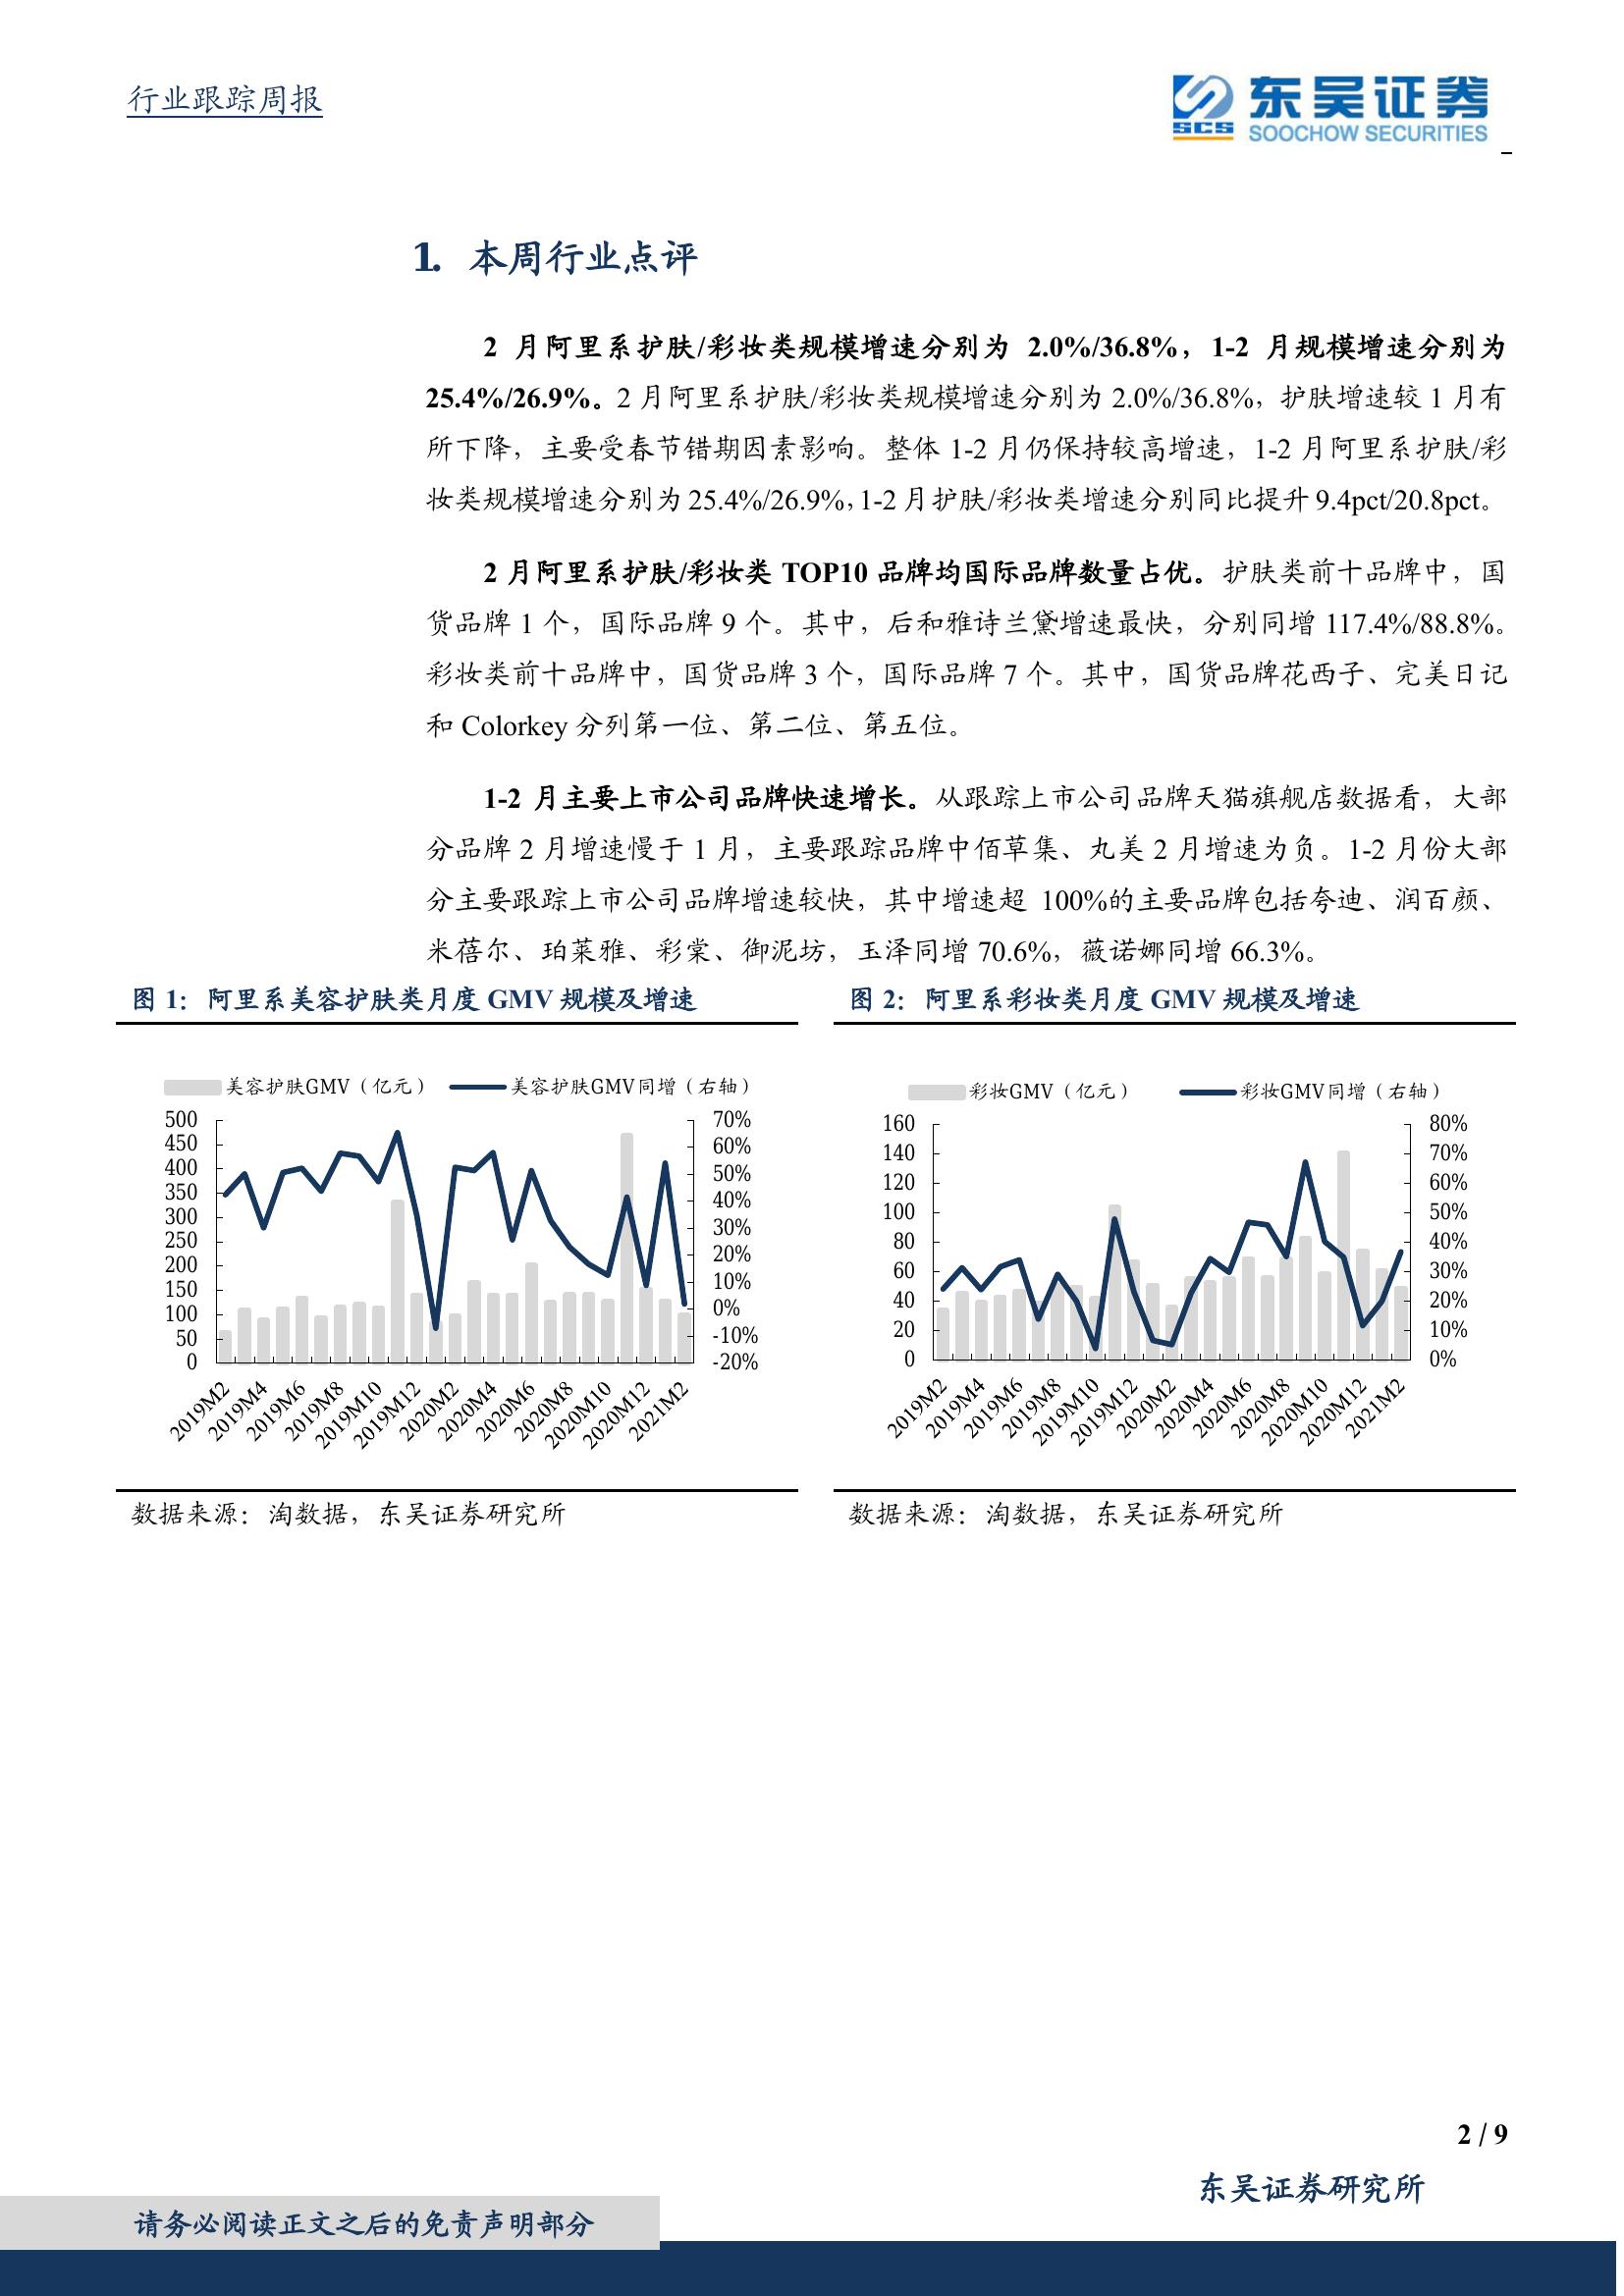 行业跟踪周报
东吴证券
SCS
SOOCHOW SECURITIES
1. 本周行业点评
2 月阿里系护肤/彩妆类规模增速分别为 2.0%/36.8%，1-2 月规模增速分别为
25.4%/26.9%。2 月阿里系护肤/彩妆类规模增速分别为 2.0%/36.8%，护肤增速较 1 月有
所下降，主要受春节错期因素影响。整体 1-2 月仍保持较高增速，1-2 月阿里系护肤/彩
妆类规模增速分别为 25.4%/26.9%，1-2 月护肤/彩妆类增速分别同比提升 9.4pct/20.8pct。
2 月阿里系护肤/彩妆类 TOP10 品牌均国际品牌数量占优。护肤类前十品牌中，国
货品牌 1 个，国际品牌 9 个。其中，后和雅诗兰黛增速最快，分别同增 117.4%/88.8%。
彩妆类前十品牌中，国货品牌 3 个，国际品牌 7 个。其中，国货品牌花西子、完美日记
和 Colorkey 分列第一位、第二位、第五位。
1-2 月主要上市公司品牌快速增长。从跟踪上市公司品牌天猫旗舰店数据看，大部
分品牌 2 月增速慢于 1 月，主要跟踪品牌中佰草集、丸美 2 月增速为负。1-2 月份大部
分主要跟踪上市公司品牌增速较快，其中增速超 100%的主要品牌包括夸迪、润百颜、
米蓓尔、珀莱雅、彩棠、御泥坊，玉泽同增 70.6%，薇诺娜同增 66.3%。
图 1：阿里系美容护肤类月度 GMV 规模及增速
美容护肤GMV（亿元）
美容护肤GMV同增（右轴）
500
450
400
350
300
250
200
150
100
50
0
70%
60%
50%
40%
30%
20%
10%
0%
-10%
-20%
2019M2
2019M4
2019M6
2019M8
2019M10
2019M12
2020M2
2020M4
2020M6
2020M8
2020M10
2020M12
2021M2
数据来源：淘数据，东吴证券研究所
图 2：阿里系彩妆类月度 GMV 规模及增速
彩妆GMV（亿元）
彩妆GMV同增（右轴）
160
140
120
100
80
60
40
20
0
80%
70%
60%
50%
40%
30%
20%
10%
0%
2019M2
2019M4
2019M6
2019M8
2019M10
2019M12
2020M2
2020M4
2020M6
2020M8
2020M10
2020M12
2021M2
数据来源：淘数据，东吴证券研究所
2 / 9
东吴证券研究所
请务必阅读正文之后的免责声明部分